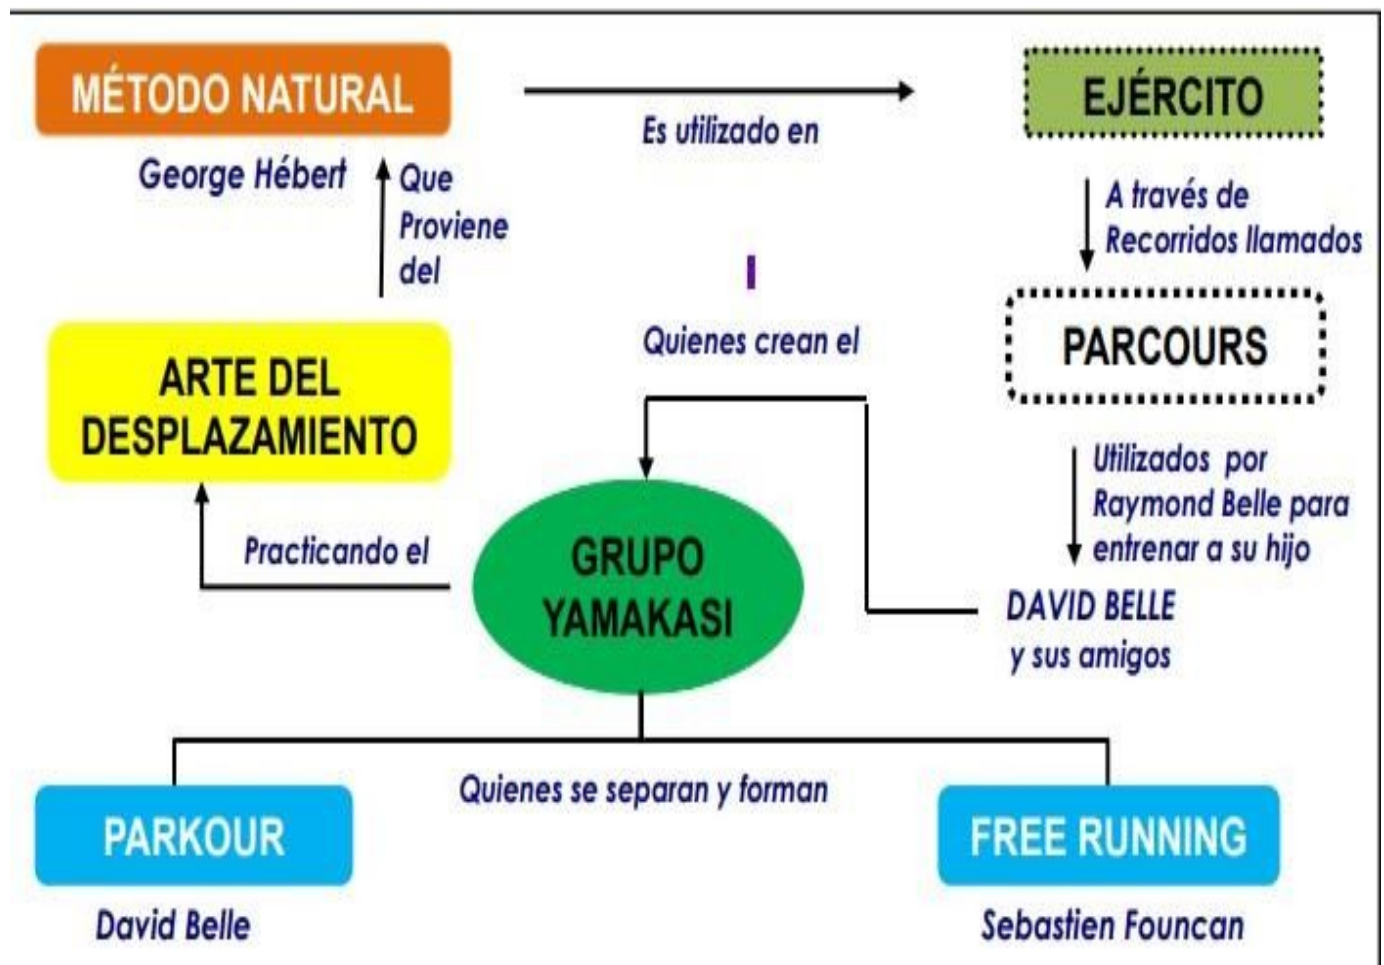 MÉTODO NATURAL
George Hébert
Es utilizado en
EJÉRCITO
Que
Proviene
del
A través de
Recorridos llamados
Quienes crean el
PARCOURS
ARTE DEL
DESPLAZAMIENTO
Utilizados por
Raymond Belle para
entrenar a su hijo
Practicando el
GRUPO
YAMAKASI
DAVID BELLE
y sus amigos
Quienes se separan y forman
PARKOUR
David Belle
FREE RUNNING
Sebastien Founcan